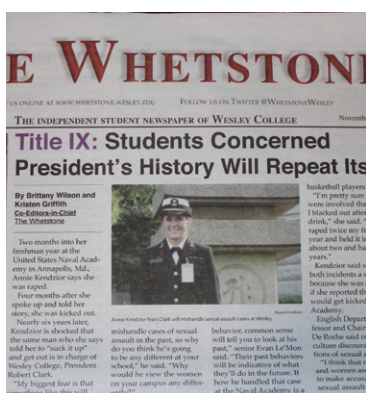 E WHETSTONE
US ONLINE AT WWW.WHETSTONE.WESLEY.EDU FOLLOW US ON TWITTER @WHETSTONEWESLEY
THE INDEPENDENT STUDENT NEWSPAPER OF WESLEY COLLEGE Novemb
Title IX: Students Concerned
President's History Will Repeat Its
By Brittany Wilson and
Kristen Griffith
Co-Editors-in-Chief
The Whetstone
Two months into her
freshman year at the
United States Naval Acad-
emy in Annapolis, Md.,
Annie Kendzior says she
was raped.
Four months after she
spoke up and told her
story, she was kicked out.
Nearly six years later,
Kendzior is shocked that
the same man who she says
told her to "suck it up"
and get out is in charge of
Wesley College, President
Robert Clark.
"My biggest fear is that
something like this will
Annie Kendzior fears Clark will mishandle sexual assault cases at Wesley
mishandle cases of sexual
assault in the past, so why
do you think he's going
to be any different at your
school," he said. "Why
would he view the women
on your campus any differ-
ently?"
behavior, common sense
will tell you to look at his
past," senior Evan Le'Mon
said. "Their past behaviors
will be indicative of what
they'll do in the future. If
how he handled that case
at the Naval Academy is a
basketball players.
"I'm pretty sure
were involved tha
I blacked out after
drink," she said. "
raped twice my fr
year and held it in
about two and ha
years."
Kendzior said s
both incidents a s
because she was a
if she reported th
would get kicked
Academy.
English Depart
fessor and Chair
De Roche said o
culture discoura
tions of sexual a
"I think that
and women are
to make accusa
sexual assault